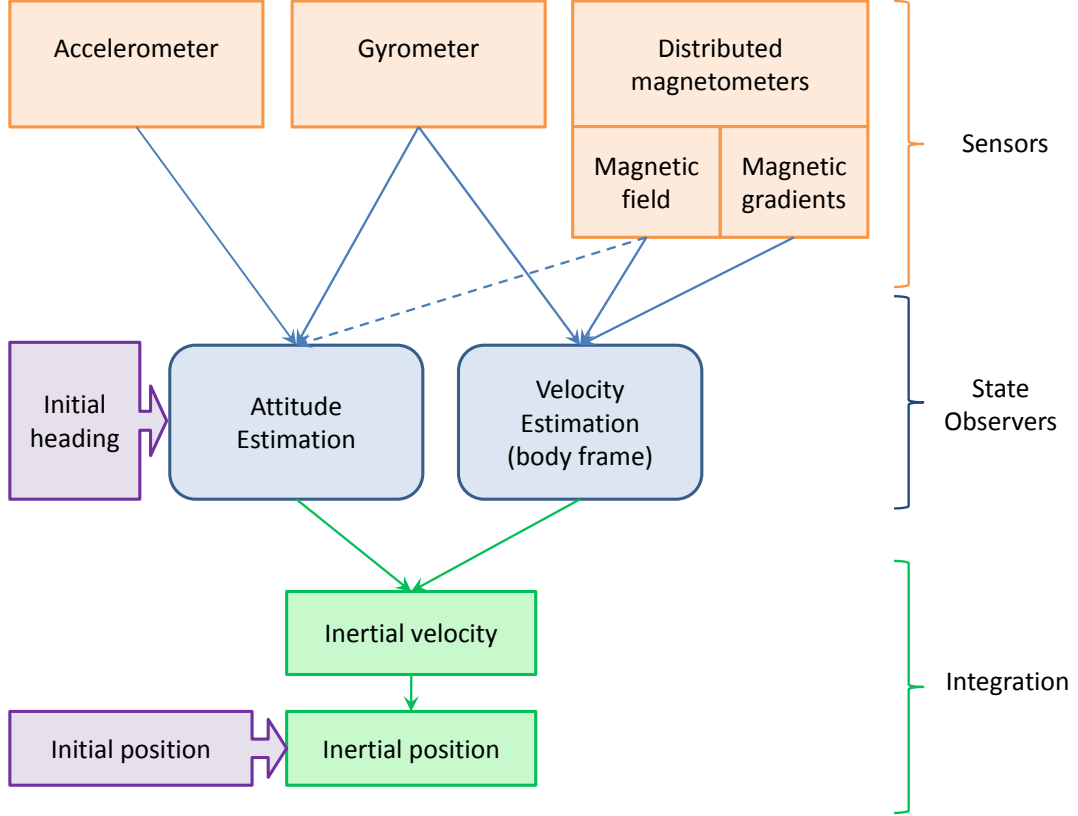 Accelerometer
Gyrometer
Distributed
magnetometers
Magnetic
field
Magnetic
gradients
Sensors
Initial
heading
Attitude
Estimation
Velocity
Estimation
(body frame)
State
Observers
Inertial velocity
Integration
Initial position
Inertial position